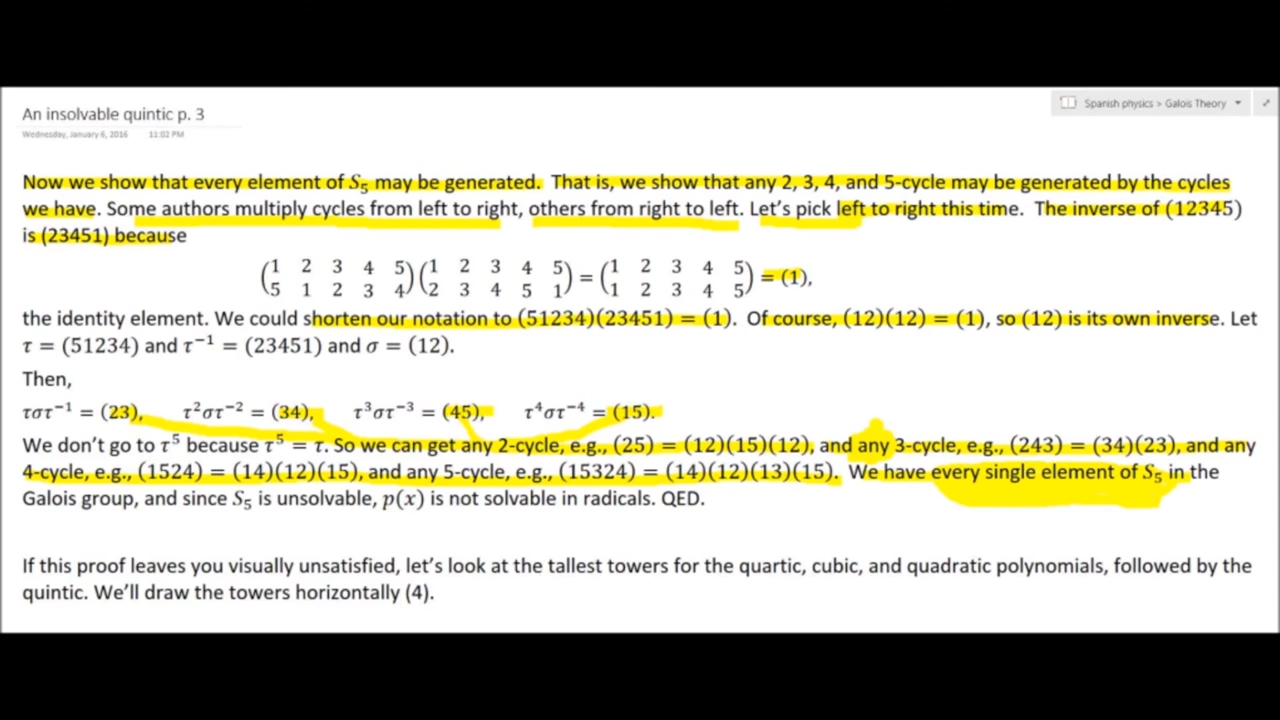 An insolvable quintic p. 3
Spanish physics > Galois Theory
Wednesday, January 6, 2016 11:02 PM
Now we show that every element of S₅ may be generated. That is, we show that any 2, 3, 4, and 5-cycle may be generated by the cycles
we have. Some authors multiply cycles from left to right, others from right to left. Let's pick left to right this time. The inverse of (12345)
is (23451) because
(1 2 3 4 5)(1 2 3 4 5) = (1 2 3 4 5) = (1),
(5 1 2 3 4)(2 3 4 5 1) (1 2 3 4 5)
the identity element. We could shorten our notation to (51234)(23451) = (1). Of course, (12)(12) = (1), so (12) is its own inverse. Let
τ = (51234) and τ⁻¹ = (23451) and σ = (12).
Then,
τστ⁻¹ = (23), τ²στ⁻² = (34), τ³στ⁻³ = (45), τ⁴στ⁻⁴ = (15).
We don't go to τ⁵ because τ⁵ = τ. So we can get any 2-cycle, e.g., (25) = (12)(15)(12), and any 3-cycle, e.g., (243) = (34)(23), and any
4-cycle, e.g., (1524) = (14)(12)(15), and any 5-cycle, e.g., (15324) = (14)(12)(13)(15). We have every single element of S₅ in the
Galois group, and since S₅ is unsolvable, p(x) is not solvable in radicals. QED.
If this proof leaves you visually unsatisfied, let's look at the tallest towers for the quartic, cubic, and quadratic polynomials, followed by the
quintic. We'll draw the towers horizontally (4).